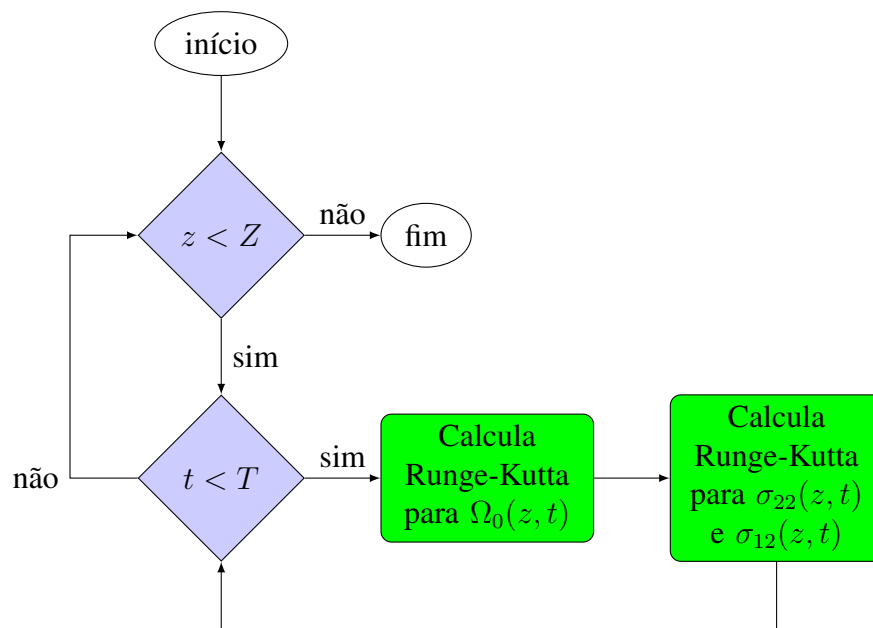 início
z < Z
não
fim
sim
t < T
não
sim
Calcula
Runge-Kutta
para Ω₀(z, t)
Calcula
Runge-Kutta
para σ₂₂(z, t)
e σ₁₂(z, t)